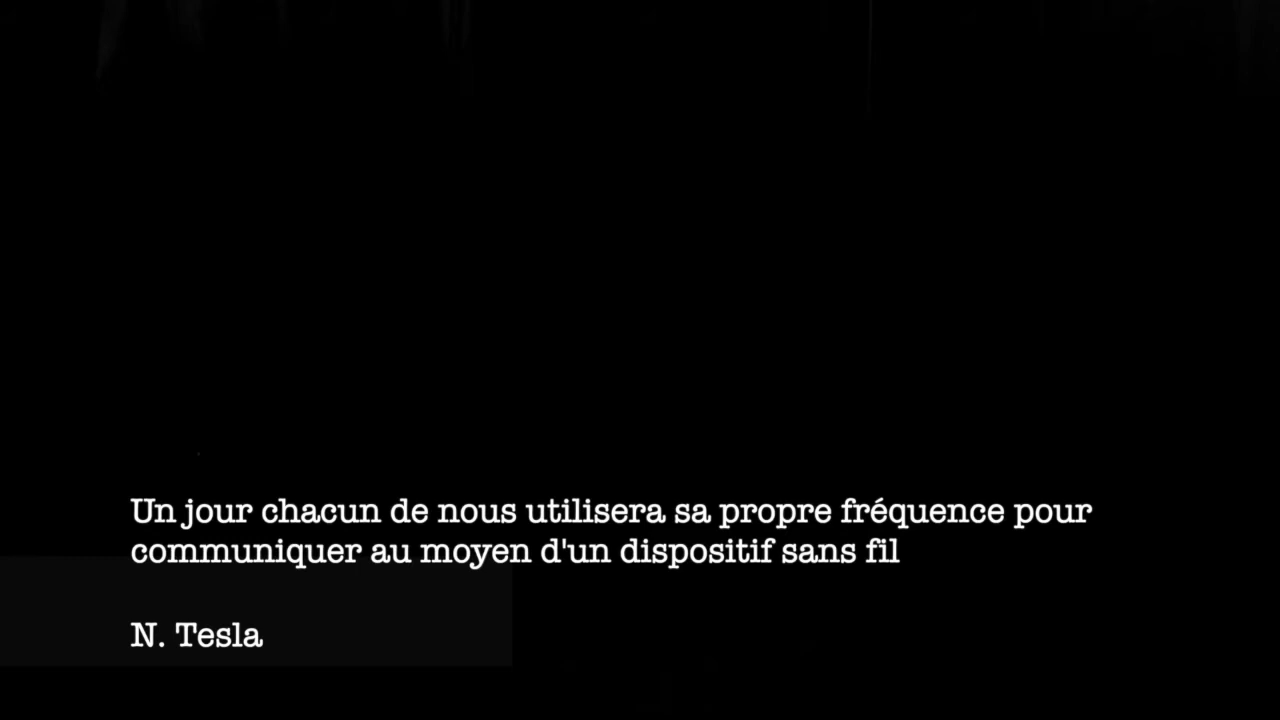 Un jour chacun de nous utilisera sa propre fréquence pour
communiquer au moyen d'un dispositif sans fil
N. Tesla